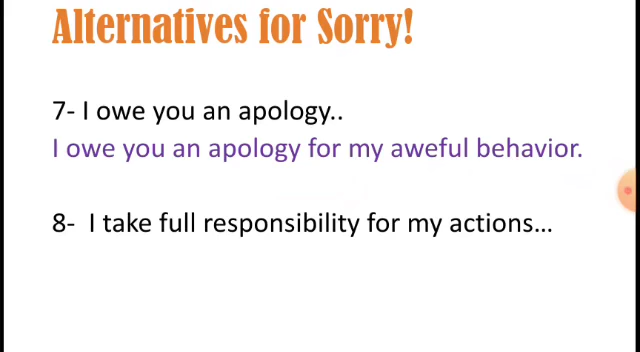 Alternatives for Sorry!
7- I owe you an apology..
I owe you an apology for my aweful behavior.
8- I take full responsibility for my actions...